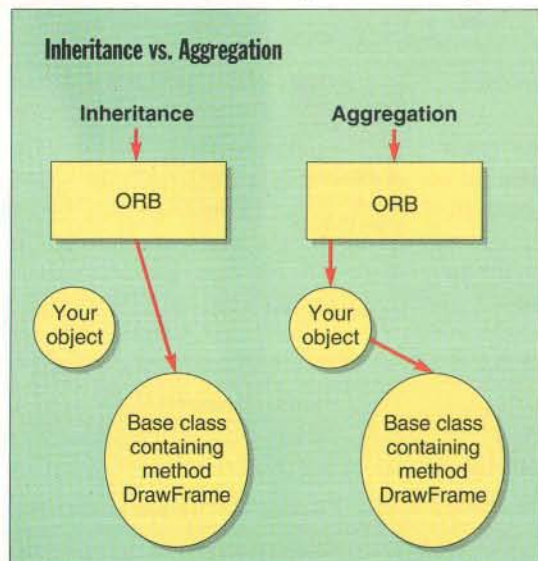 Inheritance vs. Aggregation
Inheritance
ORB
Your
object
Base class
containing
method
DrawFrame
Aggregation
ORB
Your
object
Base class
containing
method
DrawFrame